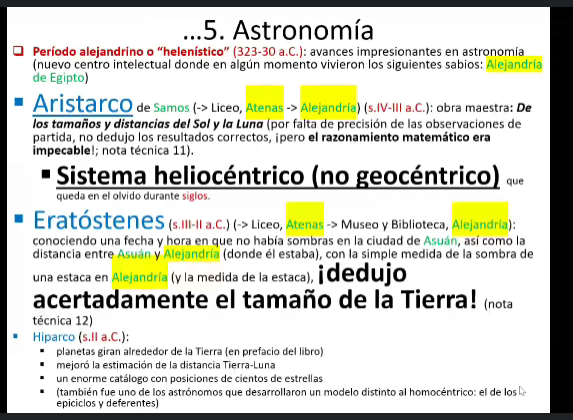 ...5. Astronomía
Período alejandrino o “helenístico” (323-30 a.C.): avances impresionantes en astronomía
(nuevo centro intelectual donde en algún momento vivieron los siguientes sabios: Alejandría
de Egipto)
Aristarco de Samos (-> Liceo, Atenas -> Alejandría) (s.IV-III a.C.): obra maestra: De
los tamaños y distancias del Sol y la Luna (por falta de precisión de las observaciones de
partida, no dedujo los resultados correctos, ¡pero el razonamiento matemático era
impecable!; nota técnica 11).
Sistema heliocéntrico (no geocéntrico) que
queda en el olvido durante siglos.
Eratóstenes (s.III-II a.C.) (-> Liceo, Atenas -> Museo y Biblioteca, Alejandría):
conociendo una fecha y hora en que no había sombras en la ciudad de Asuán, así como la
distancia entre Asuán y Alejandría (donde él estaba), con la simple medida de la sombra de
una estaca en Alejandría (y la medida de la estaca), ¡dedujo
acertadamente el tamaño de la Tierra! (nota
técnica 12)
Hiparco (s.II a.C.):
planetas giran alrededor de la Tierra (en prefacio del libro)
mejoró la estimación de la distancia Tierra-Luna
un enorme catálogo con posiciones de cientos de estrellas
(también fue uno de los astrónomos que desarrollaron un modelo distinto al homocéntrico: el de los
epiciclos y deferentes)